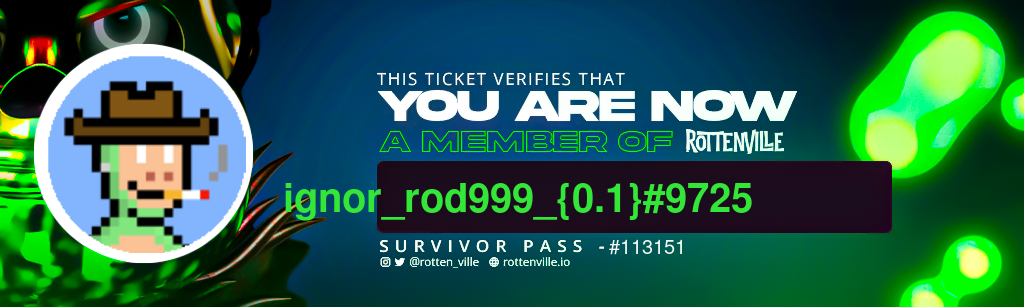 THIS TICKET VERIFIES THAT
YOU ARE NOW
A MEMBER OF ROTTENVILLE
ignor_rod999_{0.1}#9725
SURVIVOR PASS - #113151
@rotten_ville rottenville.io